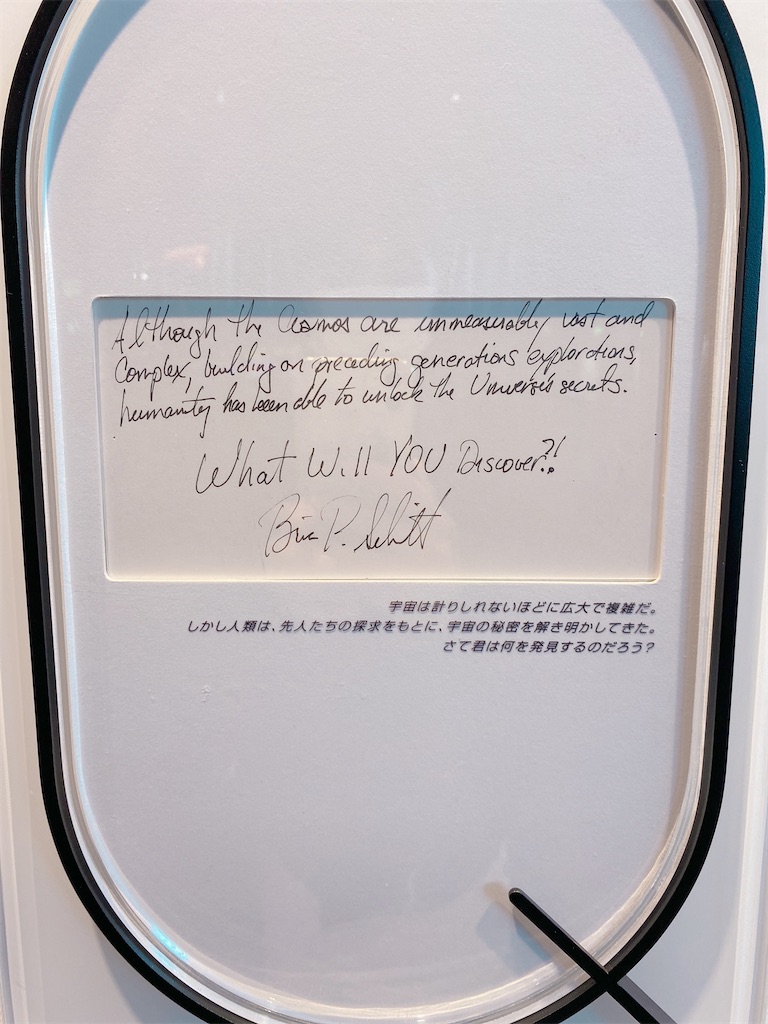 Although the Cosmos are immeasurably vast and
Complex, building on preceding generations explorations,
humanity has been able to unlock the Universe's secrets.
What Will YOU Discover?!
Brian P. Schmidt
宇宙は計りしれないほどに広大で複雑だ。
しかし人類は、先人たちの探求をもとに、宇宙の秘密を解き明かしてきた。
さて君は何を発見するのだろう？